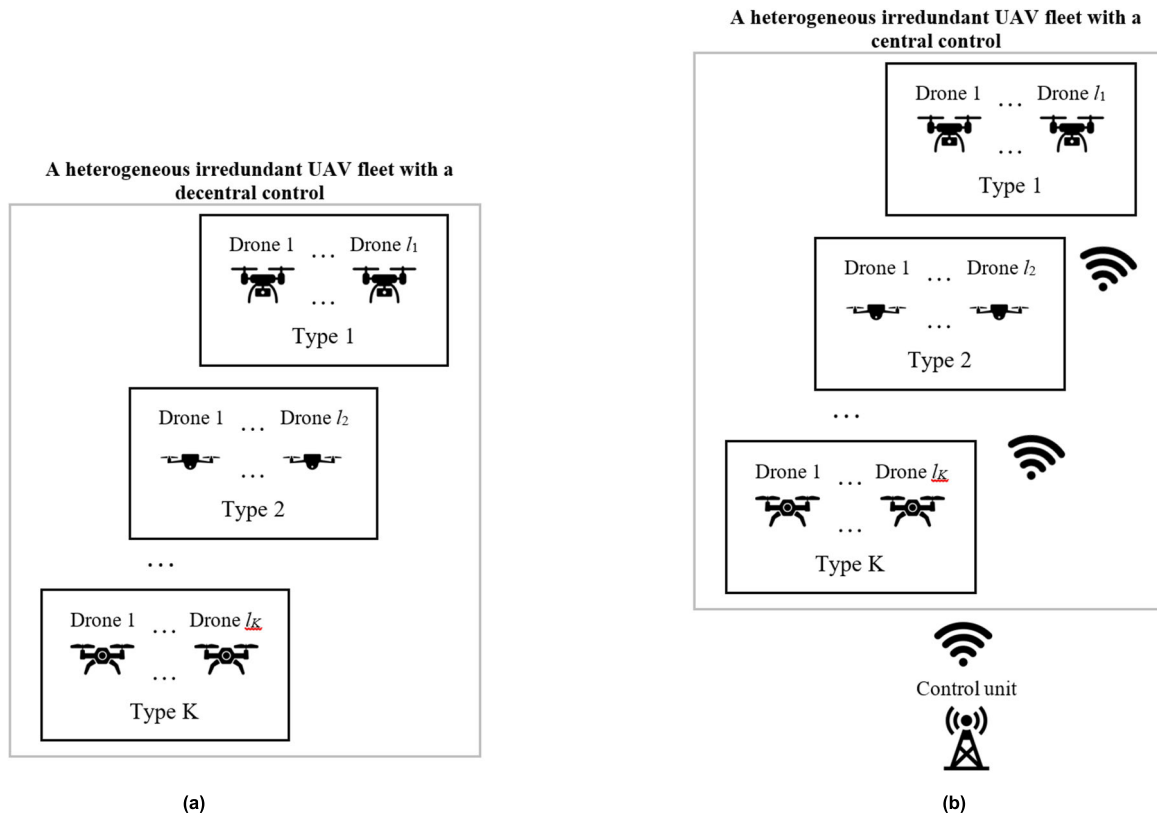 A heterogeneous irredundant UAV fleet with a
decentral control
Drone 1 ... Drone l1
...
Type 1
Drone 1 ... Drone l2
...
Type 2
...
Drone 1 ... Drone lK
...
Type K
(a)
A heterogeneous irredundant UAV fleet with a
central control
Drone 1 ... Drone l1
...
Type 1
Drone 1 ... Drone l2
...
Type 2
...
Drone 1 ... Drone lK
...
Type K
Control unit
(b)